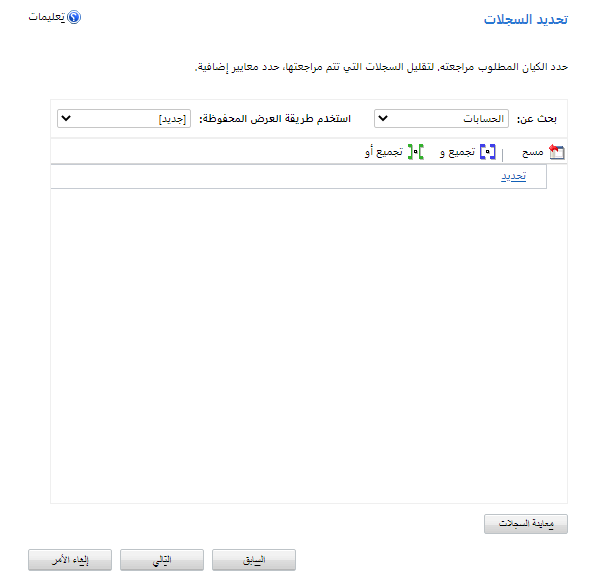 تحديد السجلات
تعليمات
حدد الكيان المطلوب مراجعته. لتقليل السجلات التي تتم مراجعتها، حدد معايير إضافية.
بحث عن: الحسابات استخدم طريقة العرض المحفوظة: [جديد]
مسح تجميع و تجميع أو
تحديد
معاينة السجلات
السابق التالي إلغاء الأمر